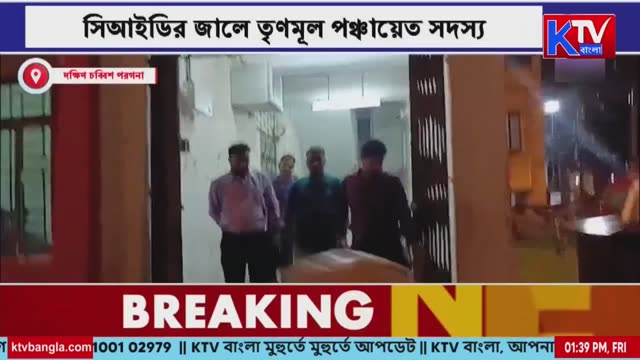 সিআইডির জালে তৃণমূল পঞ্চায়েত সদস্য
KTV
বাংলা
দক্ষিণ চব্বিশ পরগনা
BREAKING NE
ktvbangla.com
1001 02979 || KTV বাংলা মুহুর্তে মুহুর্তে আপডেট || KTV বাংলা, আপনা
01:39 PM, FRI